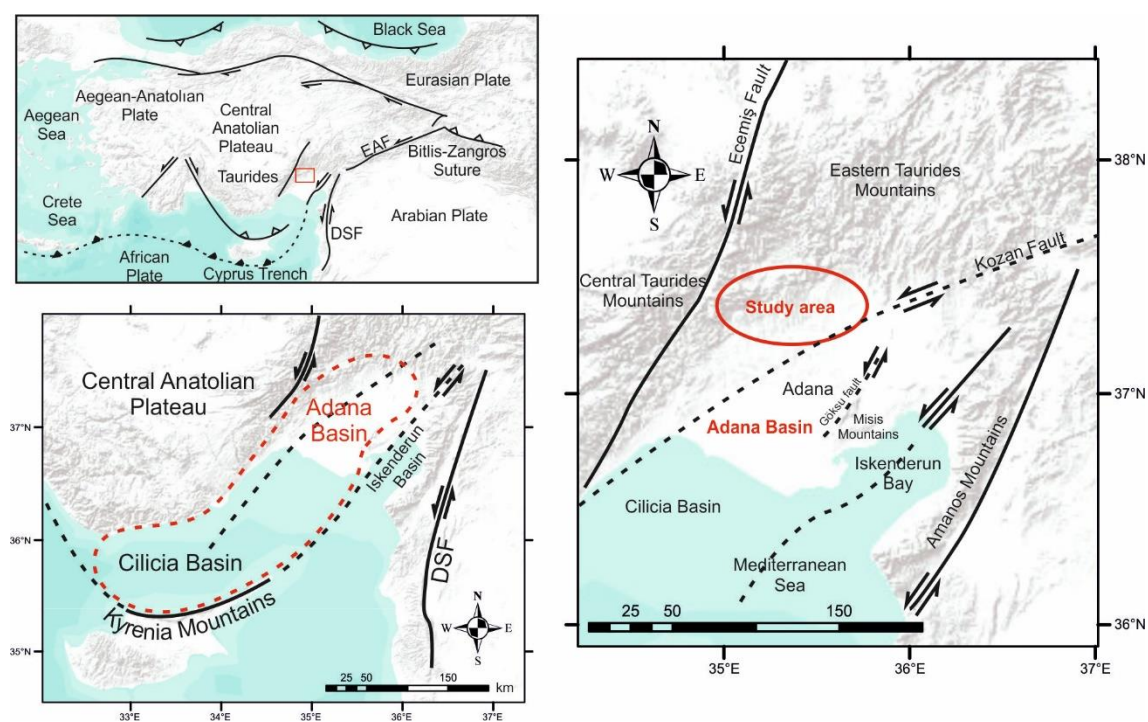 Black Sea
Eurasian Plate
Aegean-Anatolian
Plate
Aegean
Sea
Central
Anatolian
Plateau
EAF
Bitlis-Zangros
Suture
Taurides
Crete
Sea
Arabian Plate
DSF
African
Plate
Cyprus Trench
Central Anatolian
Plateau
Adana
Basin
Iskenderun
Basin
Cilicia Basin
DSF
Kyrenia Mountains
N
W
E
S
25
50
150
km
37°N
36°N
35°N
33°E
34°E
35°E
36°E
37°E
Ecemiş Fault
N
W
E
S
Eastern Taurides
Mountains
Kozan Fault
Central Taurides
Mountains
Study area
Adana
Göksu fault
Adana Basin
Misis
Mountains
Iskenderun
Bay
Amanos Mountains
Cilicia Basin
Mediterranean
Sea
25
50
150
38°N
37°N
36°N
35°E
36°E
37°E